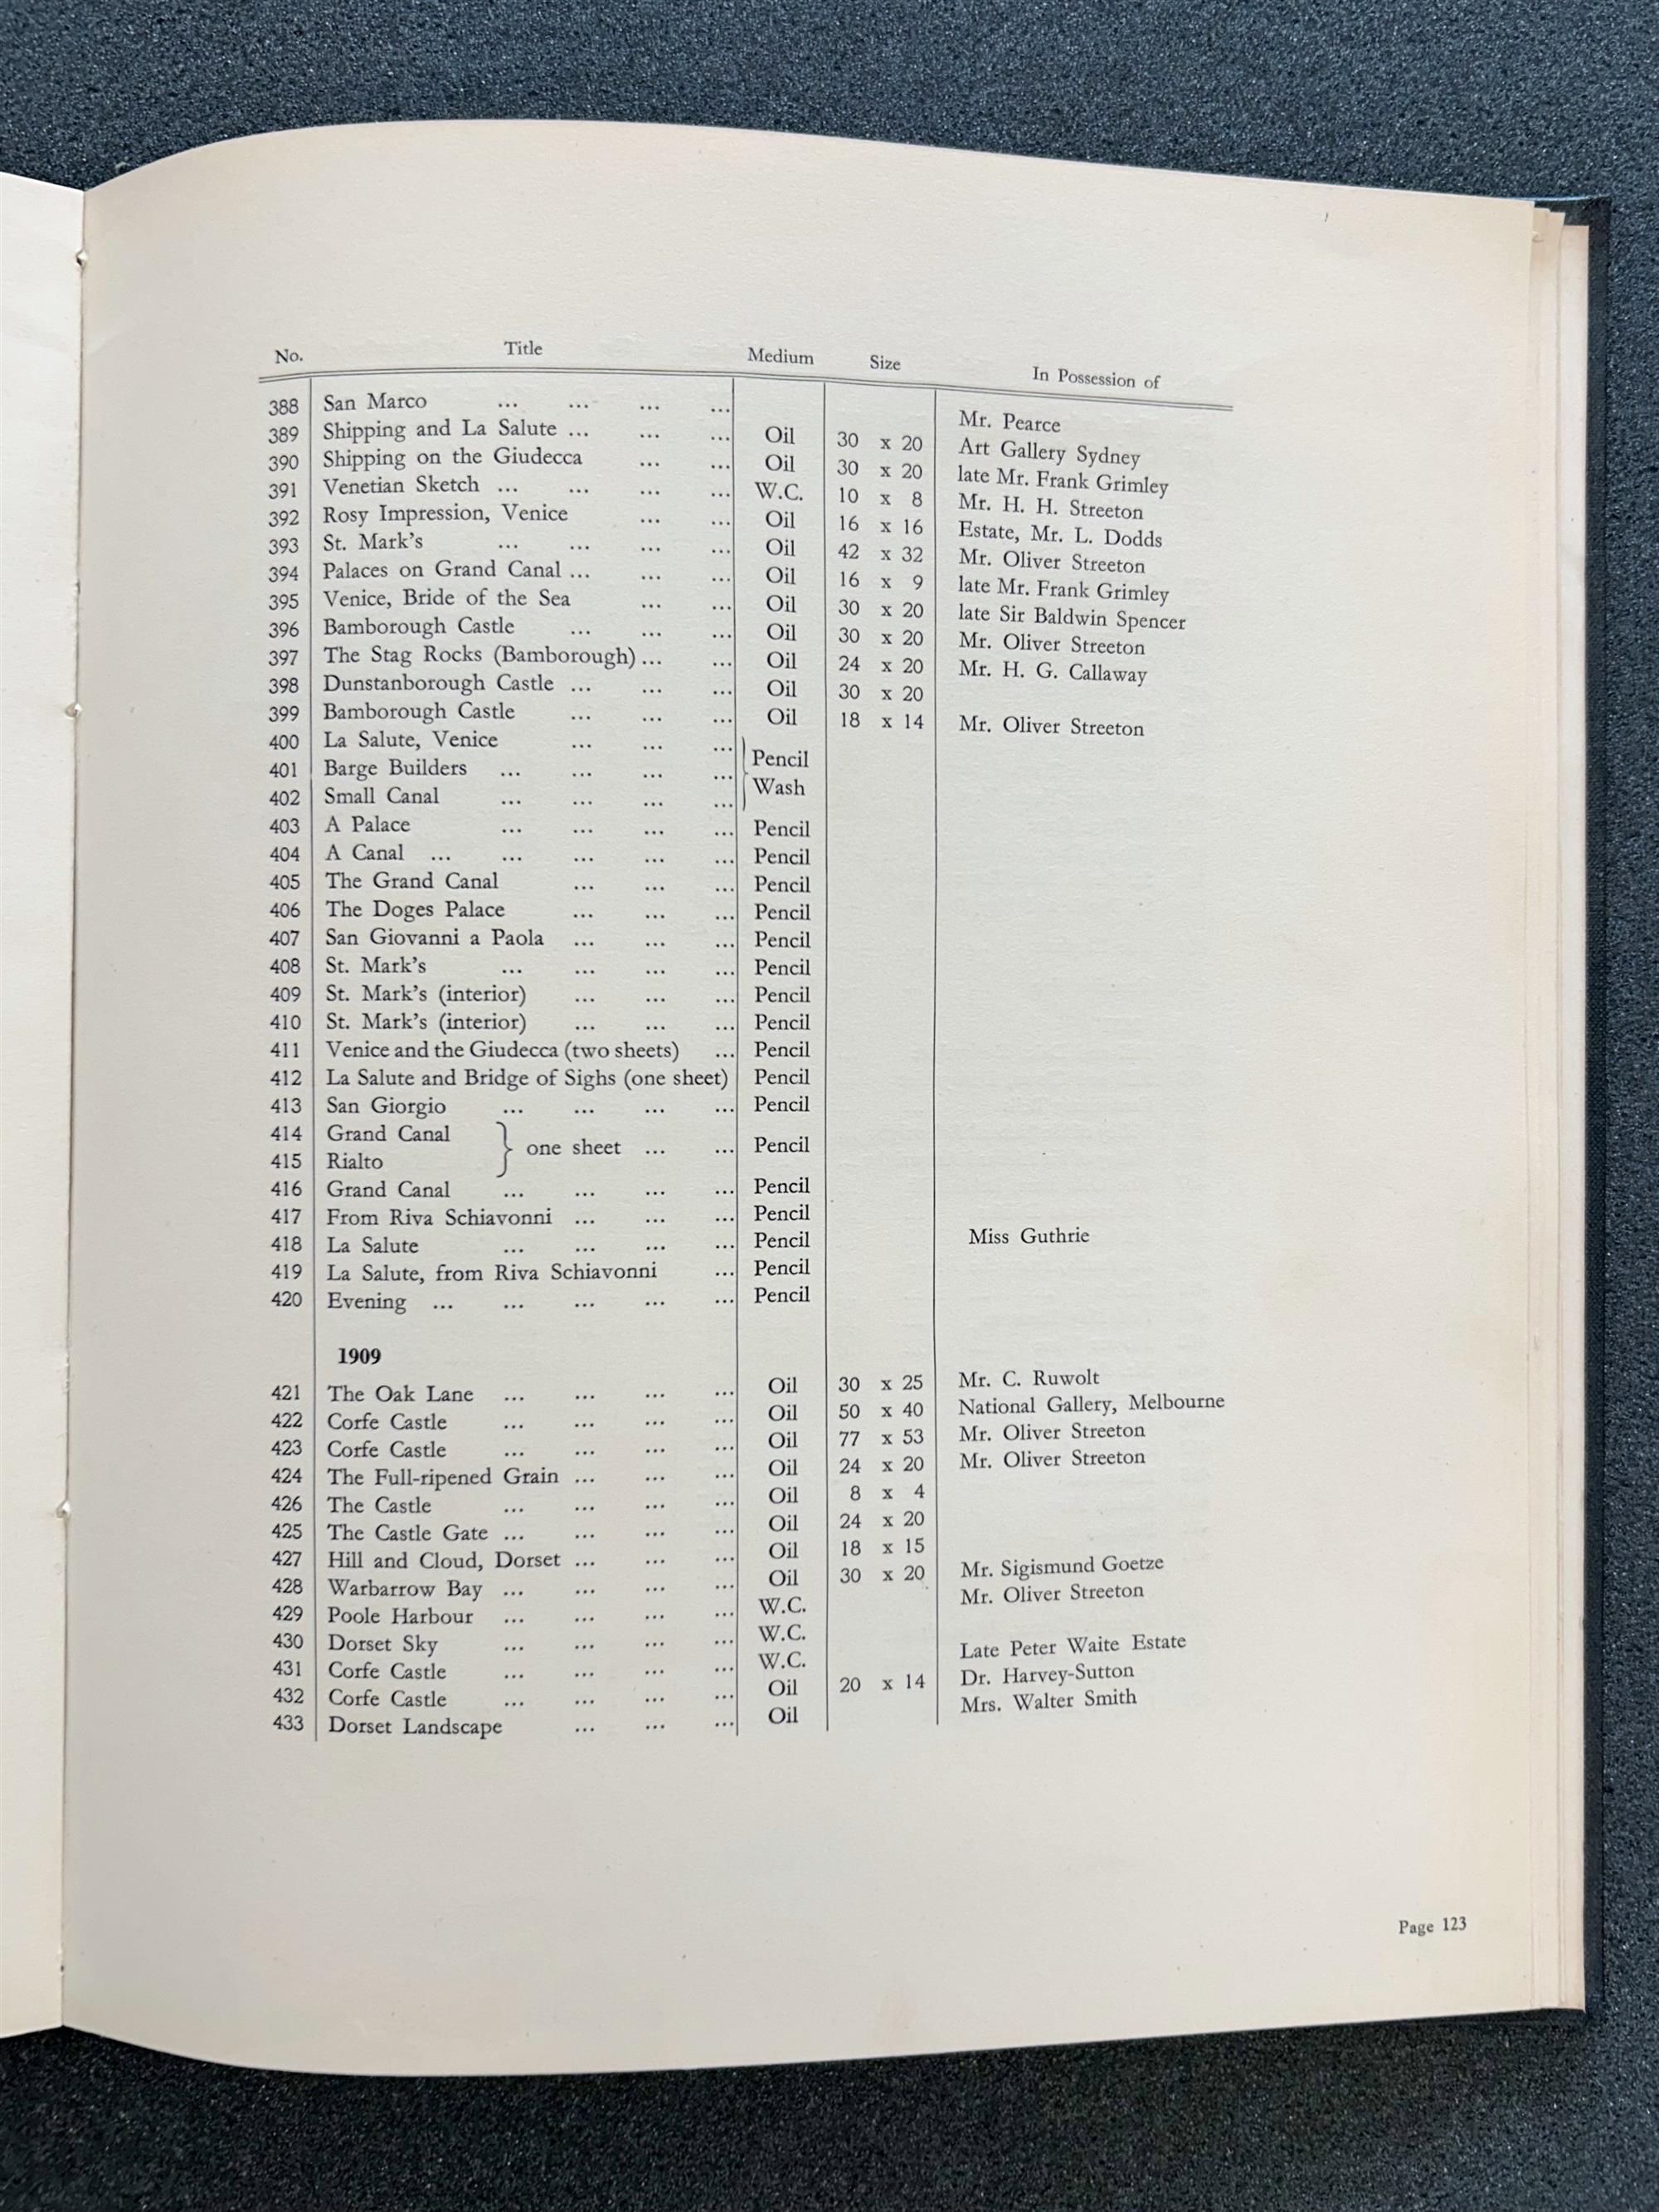 No. Title Medium Size In Possession of
388 San Marco ... ... ... ... Mr. Pearce
389 Shipping and La Salute ... ... ... Oil 30 x 20 Art Gallery Sydney
390 Shipping on the Giudecca ... ... Oil 30 x 20 late Mr. Frank Grimley
391 Venetian Sketch ... ... ... ... W.C. 10 x 8 Mr. H. H. Streeton
392 Rosy Impression, Venice ... ... Oil 16 x 16 Estate, Mr. L. Dodds
393 St. Mark's ... ... ... ... Oil 42 x 32 Mr. Oliver Streeton
394 Palaces on Grand Canal ... ... ... Oil 16 x 9 late Mr. Frank Grimley
395 Venice, Bride of the Sea ... ... Oil 30 x 20 late Sir Baldwin Spencer
396 Bamborough Castle ... ... ... Oil 30 x 20 Mr. Oliver Streeton
397 The Stag Rocks (Bamborough) ... ... Oil 24 x 20 Mr. H. G. Callaway
398 Dunstanborough Castle ... ... ... Oil 30 x 20
399 Bamborough Castle ... ... ... Oil 18 x 14 Mr. Oliver Streeton
400 La Salute, Venice ... ... ...
401 Barge Builders ... ... ... ... } Pencil Wash
402 Small Canal ... ... ... ...
403 A Palace ... ... ... ... Pencil
404 A Canal ... ... ... ... ... Pencil
405 The Grand Canal ... ... ... Pencil
406 The Doges Palace ... ... ... Pencil
407 San Giovanni a Paola ... ... ... Pencil
408 St. Mark's ... ... ... ... Pencil
409 St. Mark's (interior) ... ... ... Pencil
410 St. Mark's (interior) ... ... ... Pencil
411 Venice and the Giudecca (two sheets) ... Pencil
412 La Salute and Bridge of Sighs (one sheet) Pencil
413 San Giorgio ... ... ... ... Pencil
414 Grand Canal } one sheet ... ... Pencil
415 Rialto
416 Grand Canal ... ... ... ... Pencil
417 From Riva Schiavonni ... ... ... Pencil
418 La Salute ... ... ... ... Pencil Miss Guthrie
419 La Salute, from Riva Schiavonni ... Pencil
420 Evening ... ... ... ... ... Pencil
1909
421 The Oak Lane ... ... ... ... Oil 30 x 25 Mr. C. Ruwolt
422 Corfe Castle ... ... ... ... Oil 50 x 40 National Gallery, Melbourne
423 Corfe Castle ... ... ... ... Oil 77 x 53 Mr. Oliver Streeton
424 The Full-ripened Grain ... ... ... Oil 24 x 20 Mr. Oliver Streeton
426 The Castle ... ... ... ... Oil 8 x 4
425 The Castle Gate ... ... ... ... Oil 24 x 20
427 Hill and Cloud, Dorset ... ... ... Oil 18 x 15
428 Warbarrow Bay ... ... ... ... Oil 30 x 20 Mr. Sigismund Goetze
429 Poole Harbour ... ... ... ... W.C. Mr. Oliver Streeton
430 Dorset Sky ... ... ... ... W.C.
431 Corfe Castle ... ... ... ... W.C. Late Peter Waite Estate
432 Corfe Castle ... ... ... ... Oil 20 x 14 Dr. Harvey-Sutton
433 Dorset Landscape ... ... ... Oil Mrs. Walter Smith
Page 123